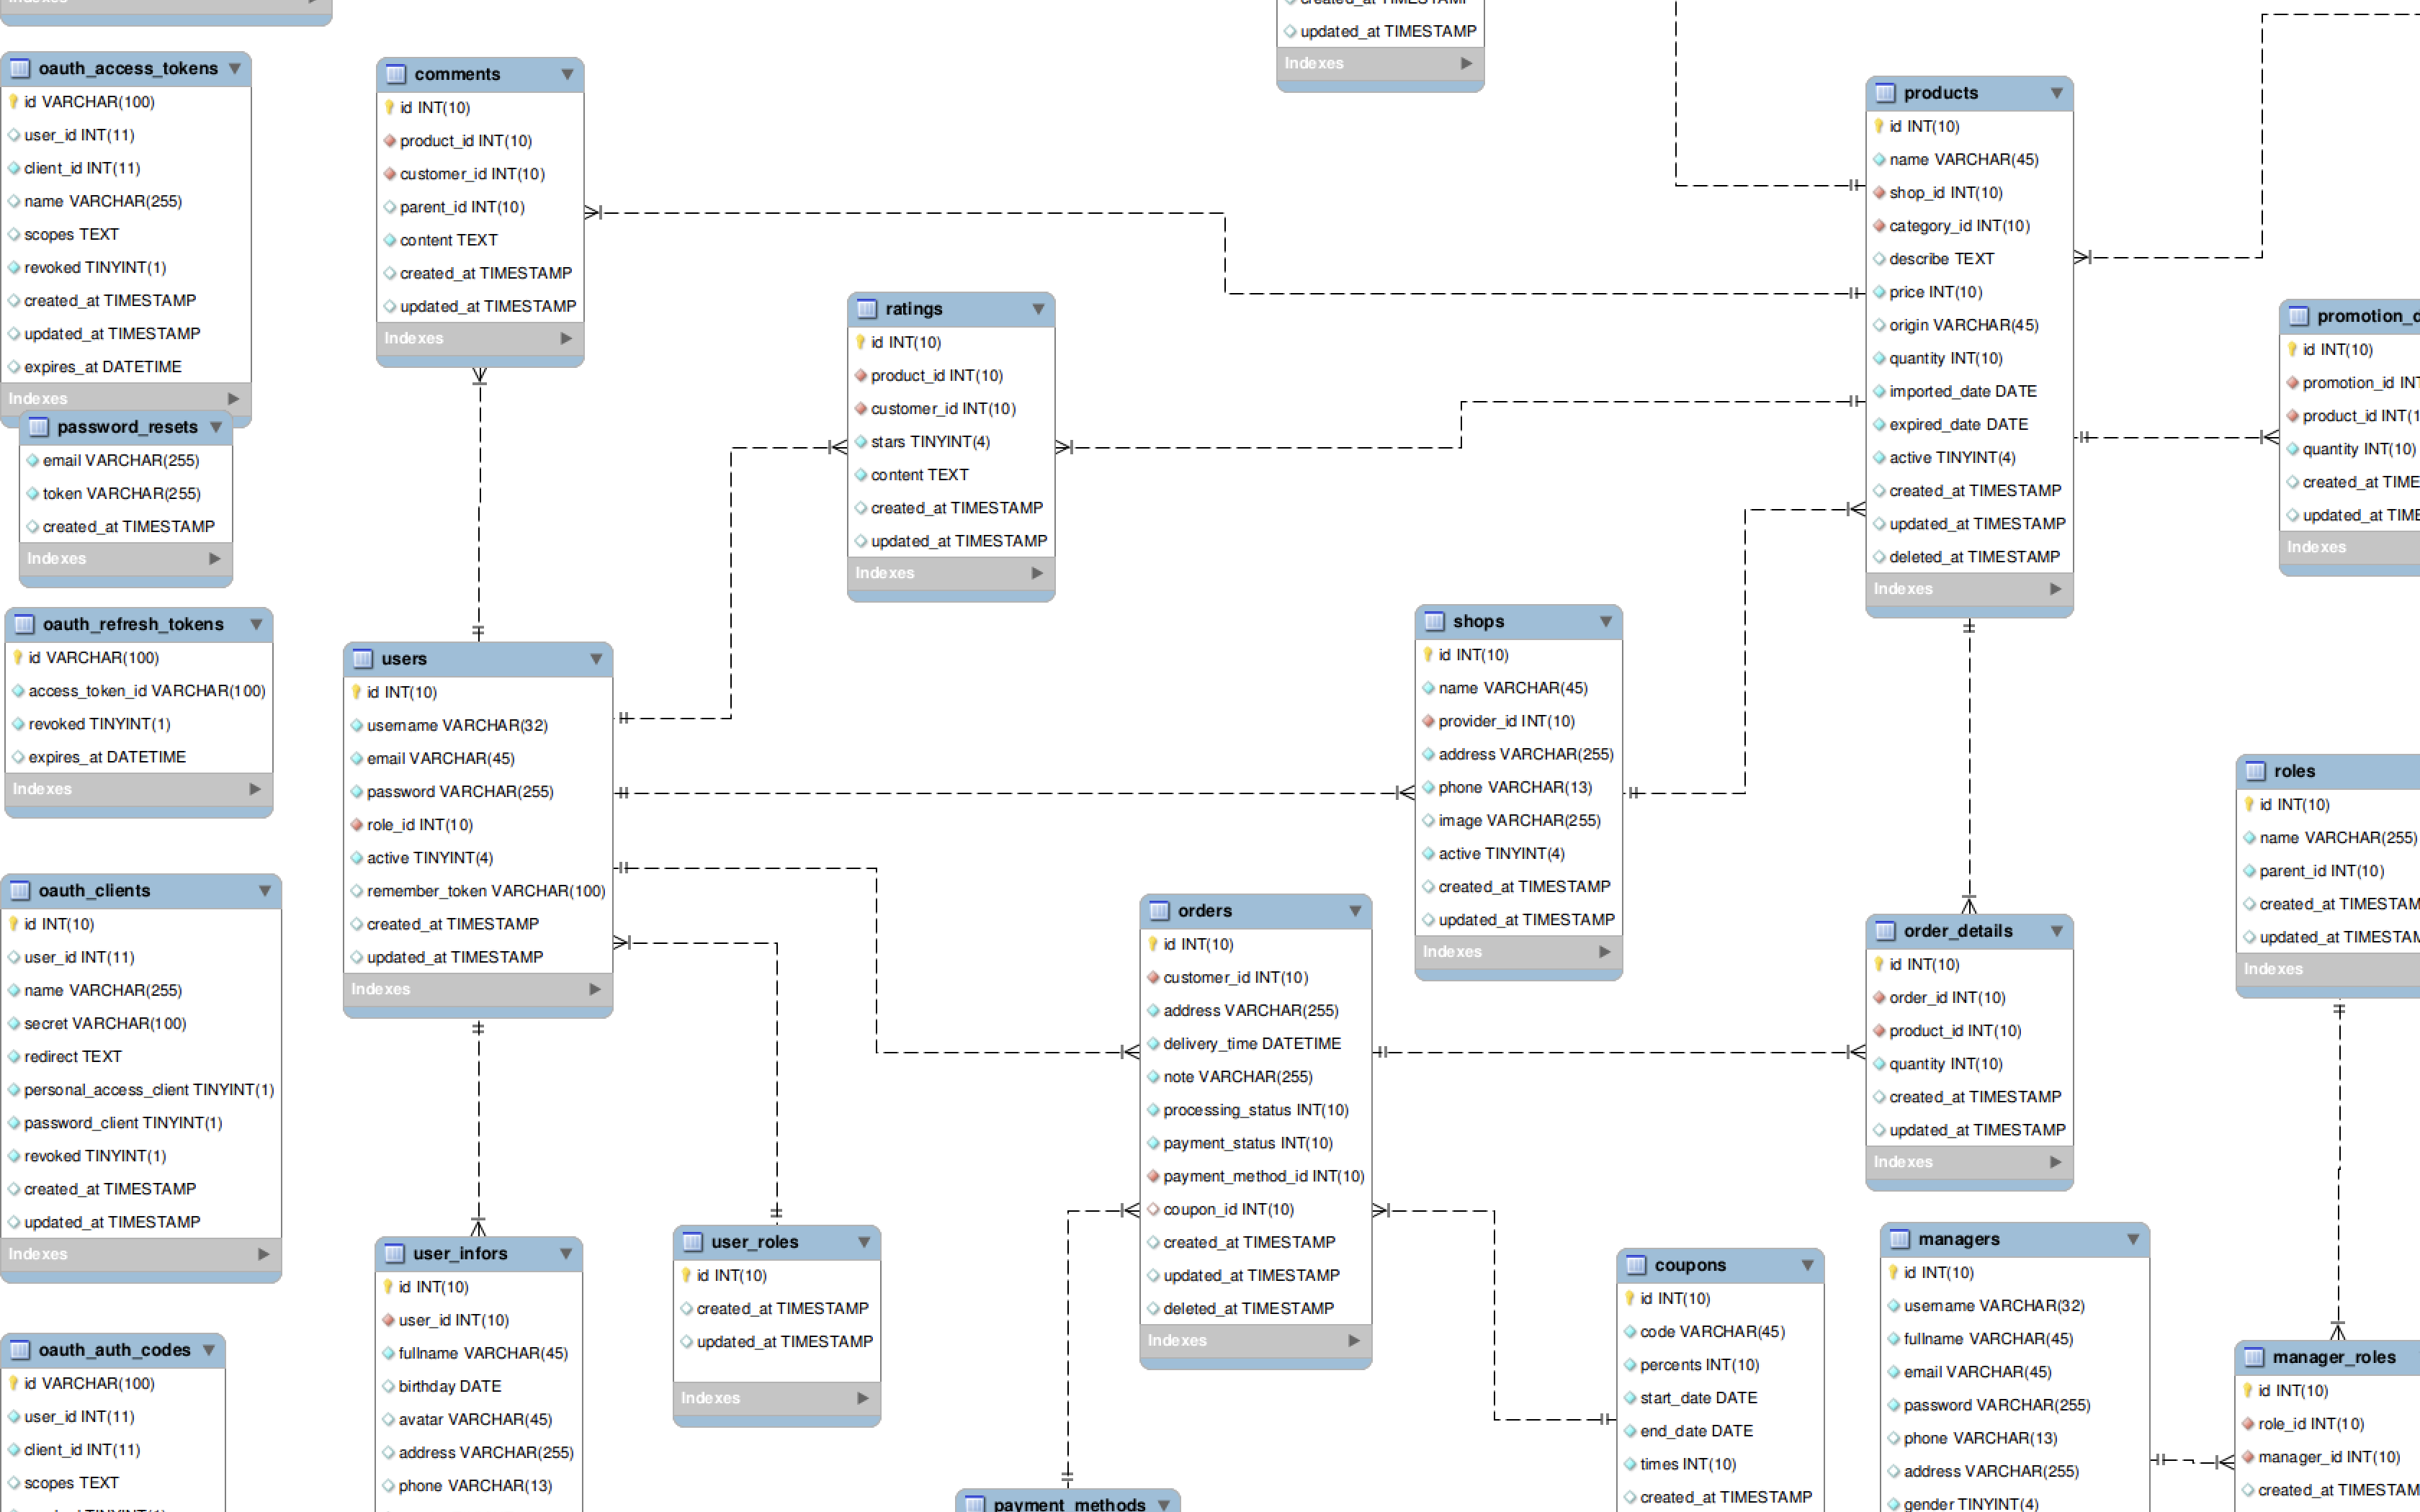 Indexes
oauth_access_tokens
id VARCHAR(100)
user_id INT(11)
client_id INT(11)
name VARCHAR(255)
scopes TEXT
revoked TINYINT(1)
created_at TIMESTAMP
updated_at TIMESTAMP
expires_at DATETIME
Indexes
password_resets
email VARCHAR(255)
token VARCHAR(255)
created_at TIMESTAMP
Indexes
oauth_refresh_tokens
id VARCHAR(100)
access_token_id VARCHAR(100)
revoked TINYINT(1)
expires_at DATETIME
Indexes
oauth_clients
id INT(10)
user_id INT(11)
name VARCHAR(255)
secret VARCHAR(100)
redirect TEXT
personal_access_client TINYINT(1)
password_client TINYINT(1)
revoked TINYINT(1)
created_at TIMESTAMP
updated_at TIMESTAMP
Indexes
oauth_auth_codes
id VARCHAR(100)
user_id INT(11)
client_id INT(11)
scopes TEXT
comments
id INT(10)
product_id INT(10)
customer_id INT(10)
parent_id INT(10)
content TEXT
created_at TIMESTAMP
updated_at TIMESTAMP
Indexes
users
id INT(10)
username VARCHAR(32)
email VARCHAR(45)
password VARCHAR(255)
role_id INT(10)
active TINYINT(4)
remember_token VARCHAR(100)
created_at TIMESTAMP
updated_at TIMESTAMP
Indexes
user_infors
id INT(10)
user_id INT(10)
fullname VARCHAR(45)
birthday DATE
avatar VARCHAR(45)
address VARCHAR(255)
phone VARCHAR(13)
user_roles
id INT(10)
created_at TIMESTAMP
updated_at TIMESTAMP
Indexes
ratings
id INT(10)
product_id INT(10)
customer_id INT(10)
stars TINYINT(4)
content TEXT
created_at TIMESTAMP
updated_at TIMESTAMP
Indexes
created_at TIMESTAMP
updated_at TIMESTAMP
Indexes
orders
id INT(10)
customer_id INT(10)
address VARCHAR(255)
delivery_time DATETIME
note VARCHAR(255)
processing_status INT(10)
payment_status INT(10)
payment_method_id INT(10)
coupon_id INT(10)
created_at TIMESTAMP
updated_at TIMESTAMP
deleted_at TIMESTAMP
Indexes
payment_methods
shops
id INT(10)
name VARCHAR(45)
provider_id INT(10)
address VARCHAR(255)
phone VARCHAR(13)
image VARCHAR(255)
active TINYINT(4)
created_at TIMESTAMP
updated_at TIMESTAMP
Indexes
coupons
id INT(10)
code VARCHAR(45)
percents INT(10)
start_date DATE
end_date DATE
times INT(10)
created_at TIMESTAMP
products
id INT(10)
name VARCHAR(45)
shop_id INT(10)
category_id INT(10)
describe TEXT
price INT(10)
origin VARCHAR(45)
quantity INT(10)
imported_date DATE
expired_date DATE
active TINYINT(4)
created_at TIMESTAMP
updated_at TIMESTAMP
deleted_at TIMESTAMP
Indexes
order_details
id INT(10)
order_id INT(10)
product_id INT(10)
quantity INT(10)
created_at TIMESTAMP
updated_at TIMESTAMP
Indexes
managers
id INT(10)
username VARCHAR(32)
fullname VARCHAR(45)
email VARCHAR(45)
password VARCHAR(255)
phone VARCHAR(13)
address VARCHAR(255)
gender TINYINT(4)
promotion_d
id INT(10)
promotion_id INT
product_id INT(1
quantity INT(10)
created_at TIME
updated_at TIME
Indexes
roles
id INT(10)
name VARCHAR(255)
parent_id INT(10)
created_at TIMESTAM
updated_at TIMESTAM
Indexes
manager_roles
id INT(10)
role_id INT(10)
manager_id INT(10)
created_at TIMESTAM